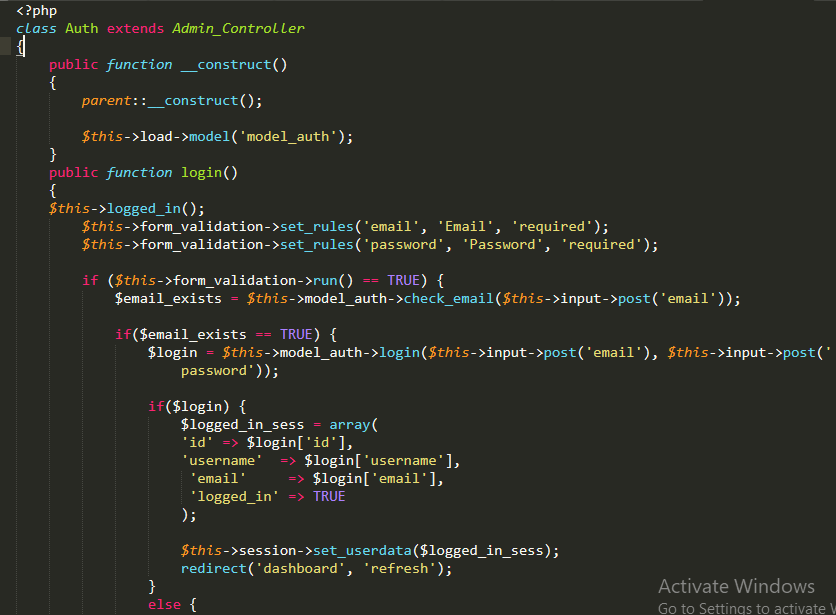 <?php
class Auth extends Admin_Controller
{
    public function __construct()
    {
        parent::__construct();

        $this->load->model('model_auth');
    }
    public function login()
    {
    $this->logged_in();
        $this->form_validation->set_rules('email', 'Email', 'required');
        $this->form_validation->set_rules('password', 'Password', 'required');

        if ($this->form_validation->run() == TRUE) {
            $email_exists = $this->model_auth->check_email($this->input->post('email'));

            if($email_exists == TRUE) {
                $login = $this->model_auth->login($this->input->post('email'), $this->input->post('
                    password'));

                if($login) {
                    $logged_in_sess = array(
                    'id' => $login['id'],
                    'username'  => $login['username'],
                     'email'     => $login['email'],
                     'logged_in' => TRUE
                    );

                    $this->session->set_userdata($logged_in_sess);
                    redirect('dashboard', 'refresh');
                }
                else {
Activate Windows
Go to Settings to activate